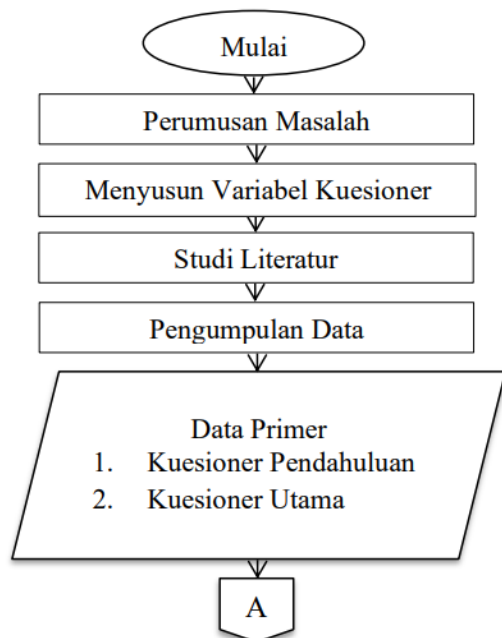 Mulai
Perumusan Masalah
Menyusun Variabel Kuesioner
Studi Literatur
Pengumpulan Data
Data Primer
1. Kuesioner Pendahuluan
2. Kuesioner Utama
A